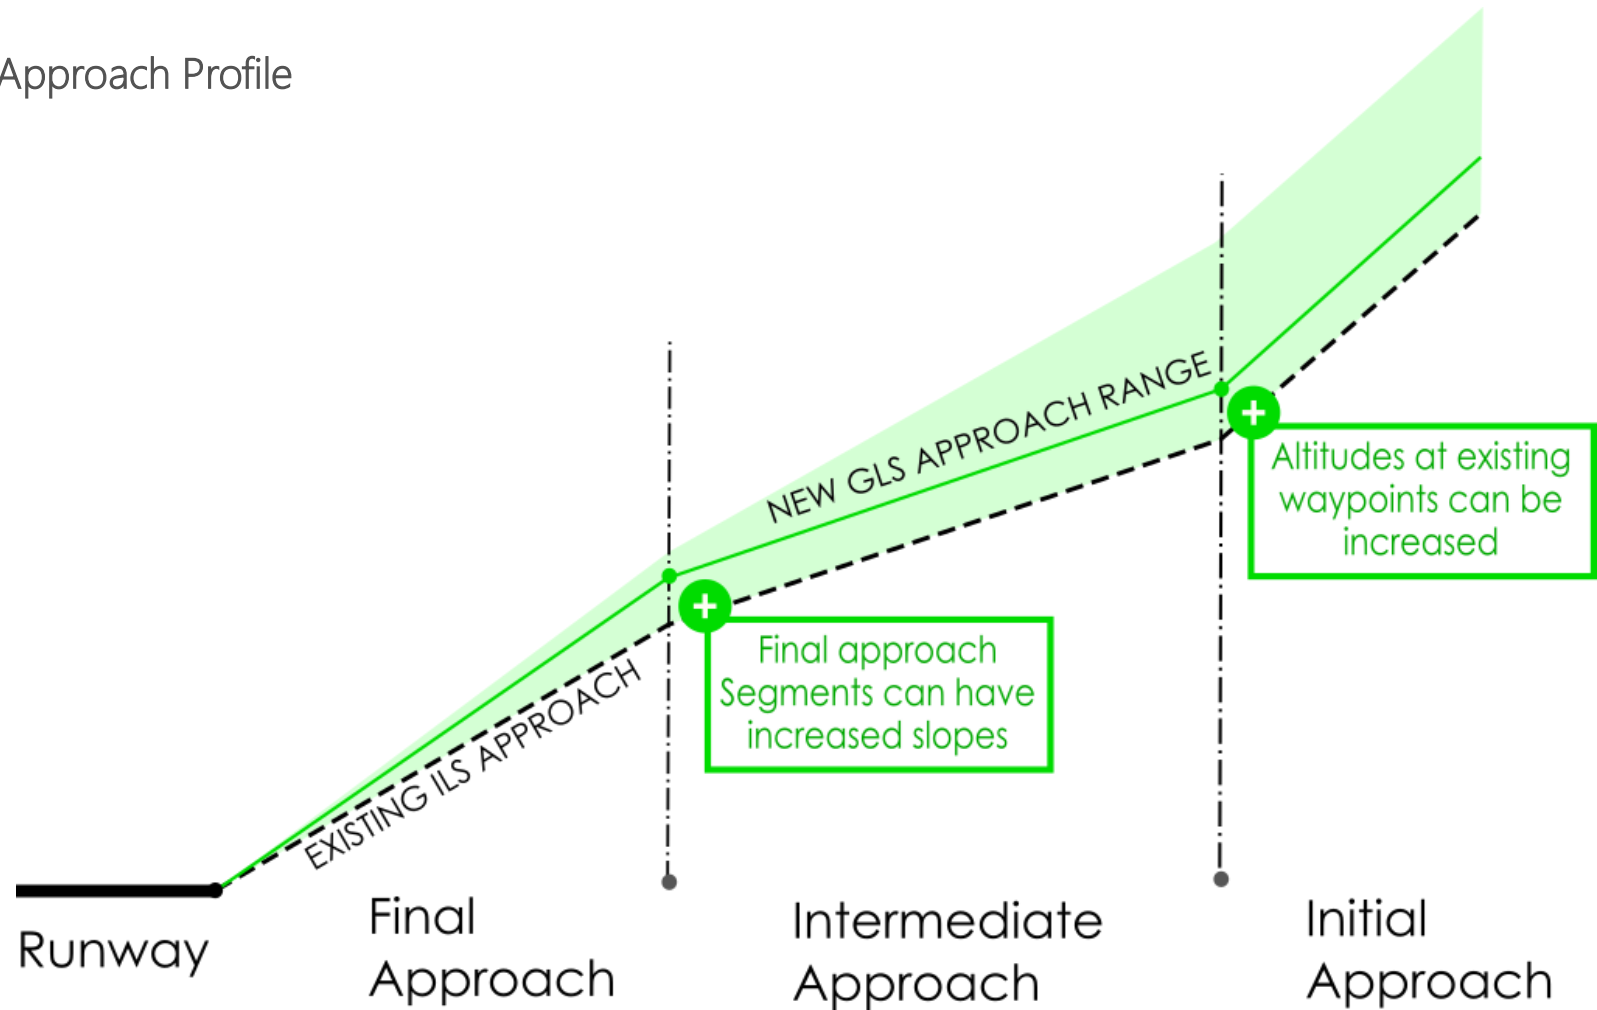 Approach Profile
NEW GLS APPROACH RANGE
+
Altitudes at existing
waypoints can be
increased
+
Final approach
Segments can have
increased slopes
EXISTING ILS APPROACH
Runway
Final
Approach
Intermediate
Approach
Initial
Approach